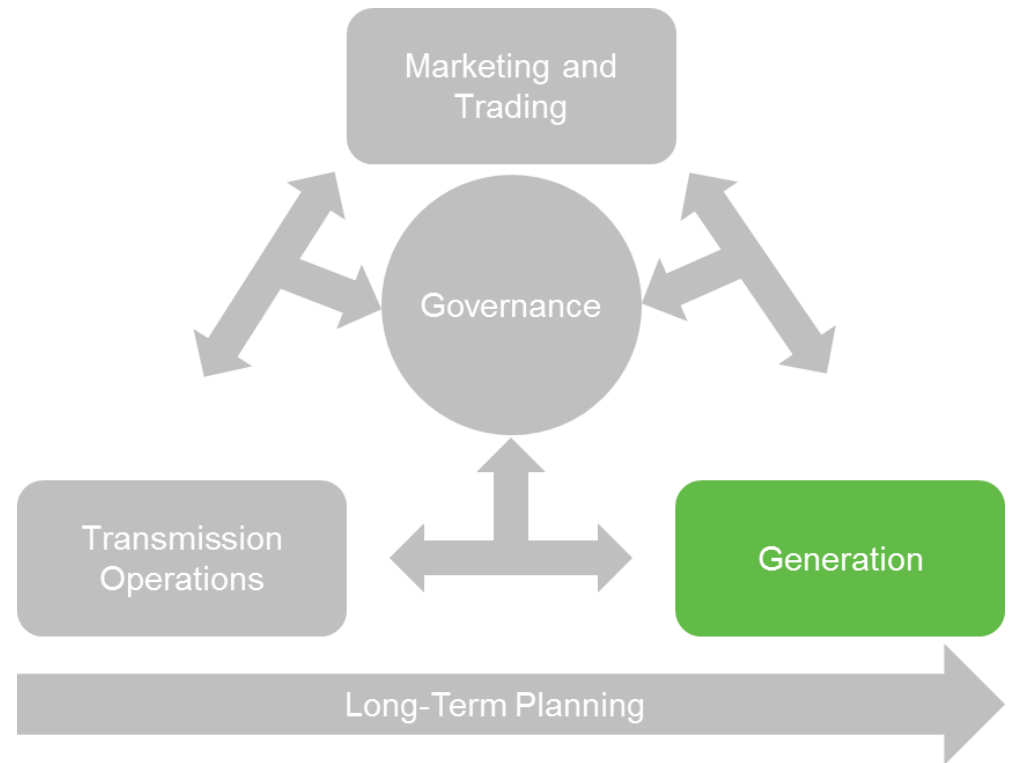 Marketing and
Trading
Governance
Transmission
Operations
Generation
Long-Term Planning